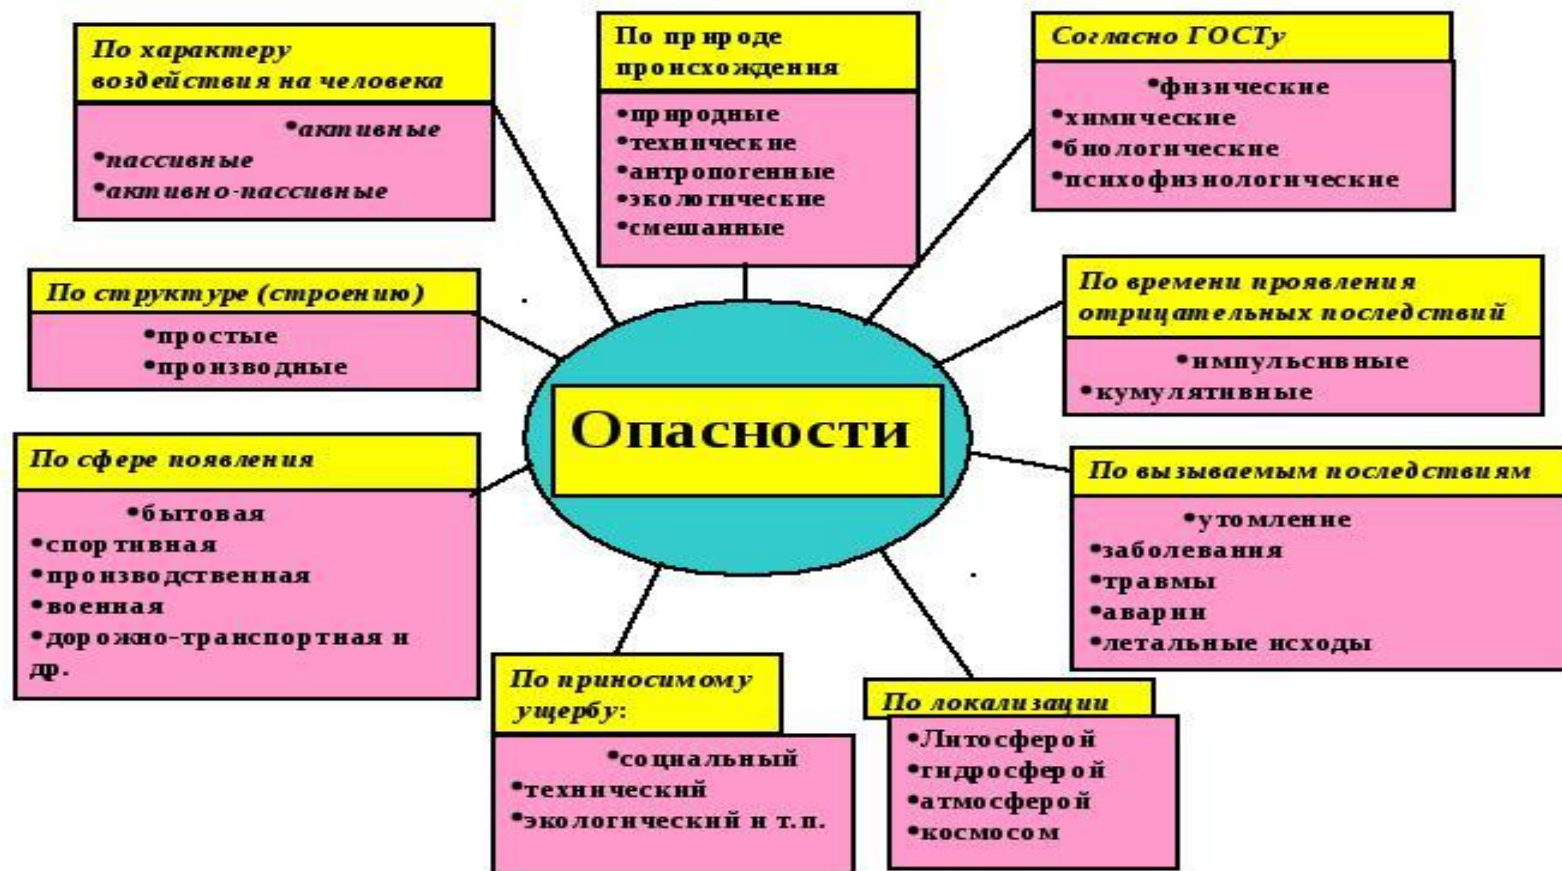 По характеру
воздействия на человека
•активные
•пассивные
•активно-пассивные
По природе
происхождения
•природные
•технические
•антропогенные
•экологические
•смешанные
Согласно ГОСТу
•физические
•химические
•биологические
•психофизиологические
По структуре (строению)
•простые
•производные
По времени проявления
отрицательных последствий
•импульсивные
•кумулятивные
Опасности
По сфере появления
•бытовая
•спортивная
•производственная
•военная
•дорожно-транспортная и
др.
По вызываемым последствиям
•утомление
•заболевания
•травмы
•аварии
•летальные исходы
По приносимому
ущербу:
•социальный
•технический
•экологический и т.п.
По локализации
•Литосферой
•гидросферой
•атмосферой
•космосом